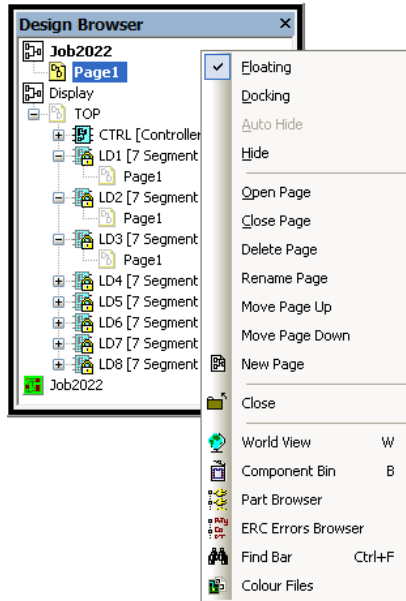 Design Browser
Job2022
Page1
Display
TOP
CTRL [Controller
LD1 [7 Segment
Page1
LD2 [7 Segment
Page1
LD3 [7 Segment
Page1
LD4 [7 Segment
LD5 [7 Segment
LD6 [7 Segment
LD7 [7 Segment
LD8 [7 Segment
Job2022
Floating
Docking
Auto Hide
Hide
Open Page
Close Page
Delete Page
Rename Page
Move Page Up
Move Page Down
New Page
Close
World View W
Component Bin B
Part Browser
ERC Errors Browser
Find Bar Ctrl+F
Colour Files